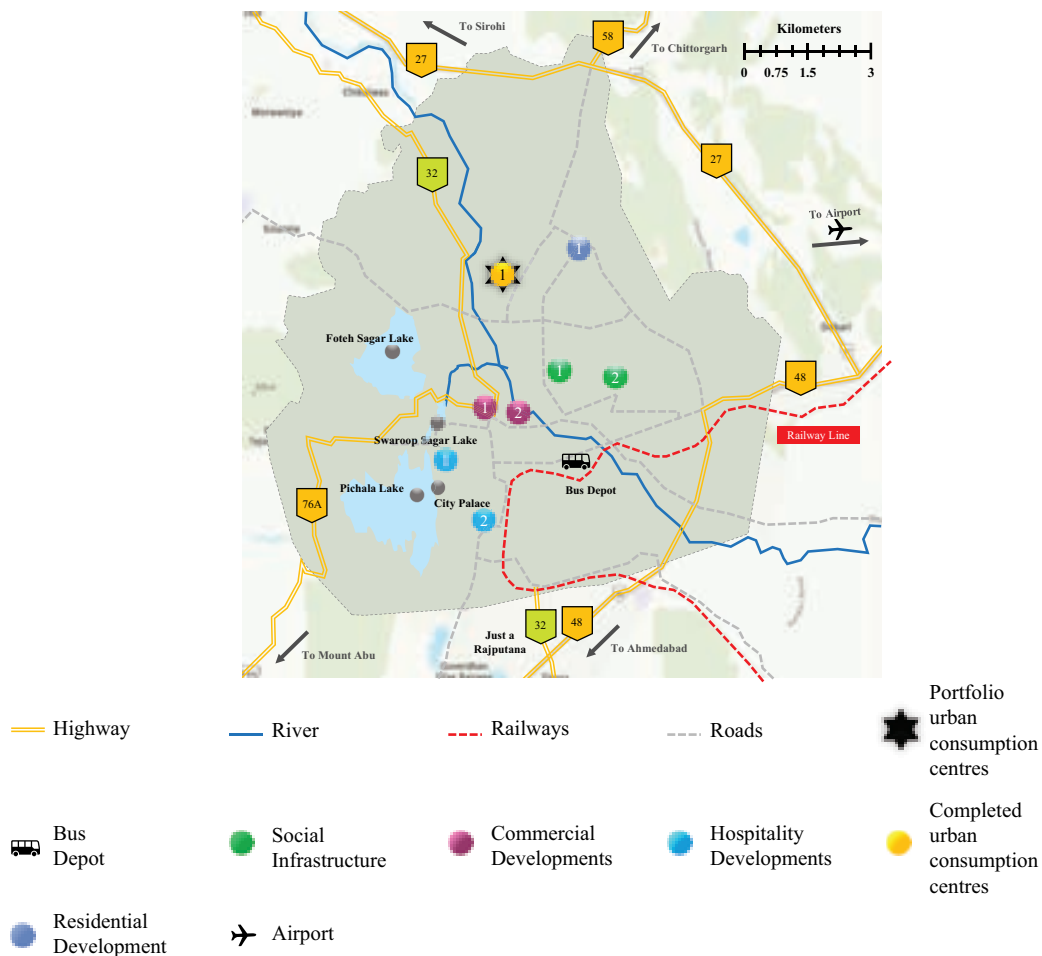 To Sirohi
58
To Chittorgarh
Kilometers
0 0.75 1.5 3
27
32
27
To Airport
1
1
Foteh Sagar Lake
1
2
48
1
2
Railway Line
Swaroop Sagar Lake
1
Bus Depot
Pichala Lake
City Palace
76A
2
Just a
Rajputana
32
48
To Mount Abu
To Ahmedabad
Highway
River
Railways
Roads
Portfolio
urban
consumption
centres
Bus
Depot
Social
Infrastructure
Commercial
Developments
Hospitality
Developments
Completed
urban
consumption
centres
Residential
Development
Airport